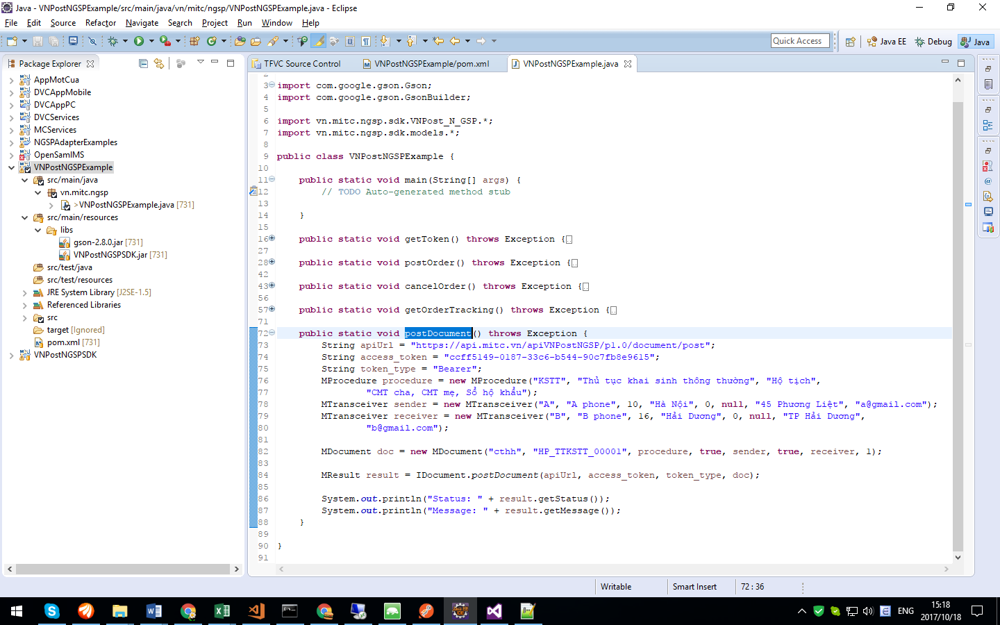 Java - VNPostNGSPExample/src/main/java/vn/mitc/ngsp/VNPostNGSPExample.java - Eclipse
File Edit Source Refactor Navigate Search Project Run Window Help
Quick Access Java EE Debug Java
Package Explorer
AppMotCua
DVCAppMobile
DVCAppPC
DVCServices
MCServices
NGSPAdapterExamples
OpenSamlMS
VNPostNGSPExample
src/main/java
vn.mitc.ngsp
>VNPostNGSPExample.java [731]
src/main/resources
libs
gson-2.8.0.jar [731]
VNPostNGSPSDK.jar [731]
src/test/java
src/test/resources
JRE System Library [J2SE-1.5]
Referenced Libraries
src
target [Ignored]
pom.xml [731]
VNPostNGSPSDK
TFVC Source Control VNPostNGSPExample/pom.xml VNPostNGSPExample.java
2
3 import com.google.gson.Gson;
4 import com.google.gson.GsonBuilder;
5
6 import vn.mitc.ngsp.sdk.VNPost_N_GSP.*;
7 import vn.mitc.ngsp.sdk.models.*;
8
9 public class VNPostNGSPExample {
10
11 public static void main(String[] args) {
12 // TODO Auto-generated method stub
13
14 }
15
16 public static void getToken() throws Exception {
27
28 public static void postOrder() throws Exception {
42
43 public static void cancelOrder() throws Exception {
56
57 public static void getOrderTracking() throws Exception {
71
72 public static void postDocument() throws Exception {
73 String apiUrl = "https://api.mitc.vn/apiVNPostNGSP/p1.0/document/post";
74 String access_token = "ccff5149-0187-33c6-b544-90c7fb8e9615";
75 String token_type = "Bearer";
76 MProcedure procedure = new MProcedure("KSTT", "Thủ tục khai sinh thông thường", "Hộ tịch",
77 "CMT cha, CMT mẹ, Sổ hộ khẩu");
78 MTransceiver sender = new MTransceiver("A", "A phone", 10, "Hà Nội", 0, null, "45 Phương Liệt", "a@gmail.com");
79 MTransceiver receiver = new MTransceiver("B", "B phone", 16, "Hải Dương", 0, null, "TP Hải Dương",
80 "b@gmail.com");
81
82 MDocument doc = new MDocument("cthh", "HP_TTKSTT_00001", procedure, true, sender, true, receiver, 1);
83
84 MResult result = IDocument.postDocument(apiUrl, access_token, token_type, doc);
85
86 System.out.println("Status: " + result.getStatus());
87 System.out.println("Message: " + result.getMessage());
88 }
89
90 }
91
Writable Smart Insert 72 : 36
ENG 15:18
2017/10/18